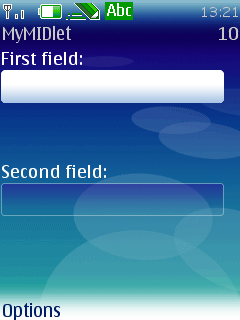 Abc 13:21
MyMIDlet 10
First field:
Second field:
Options